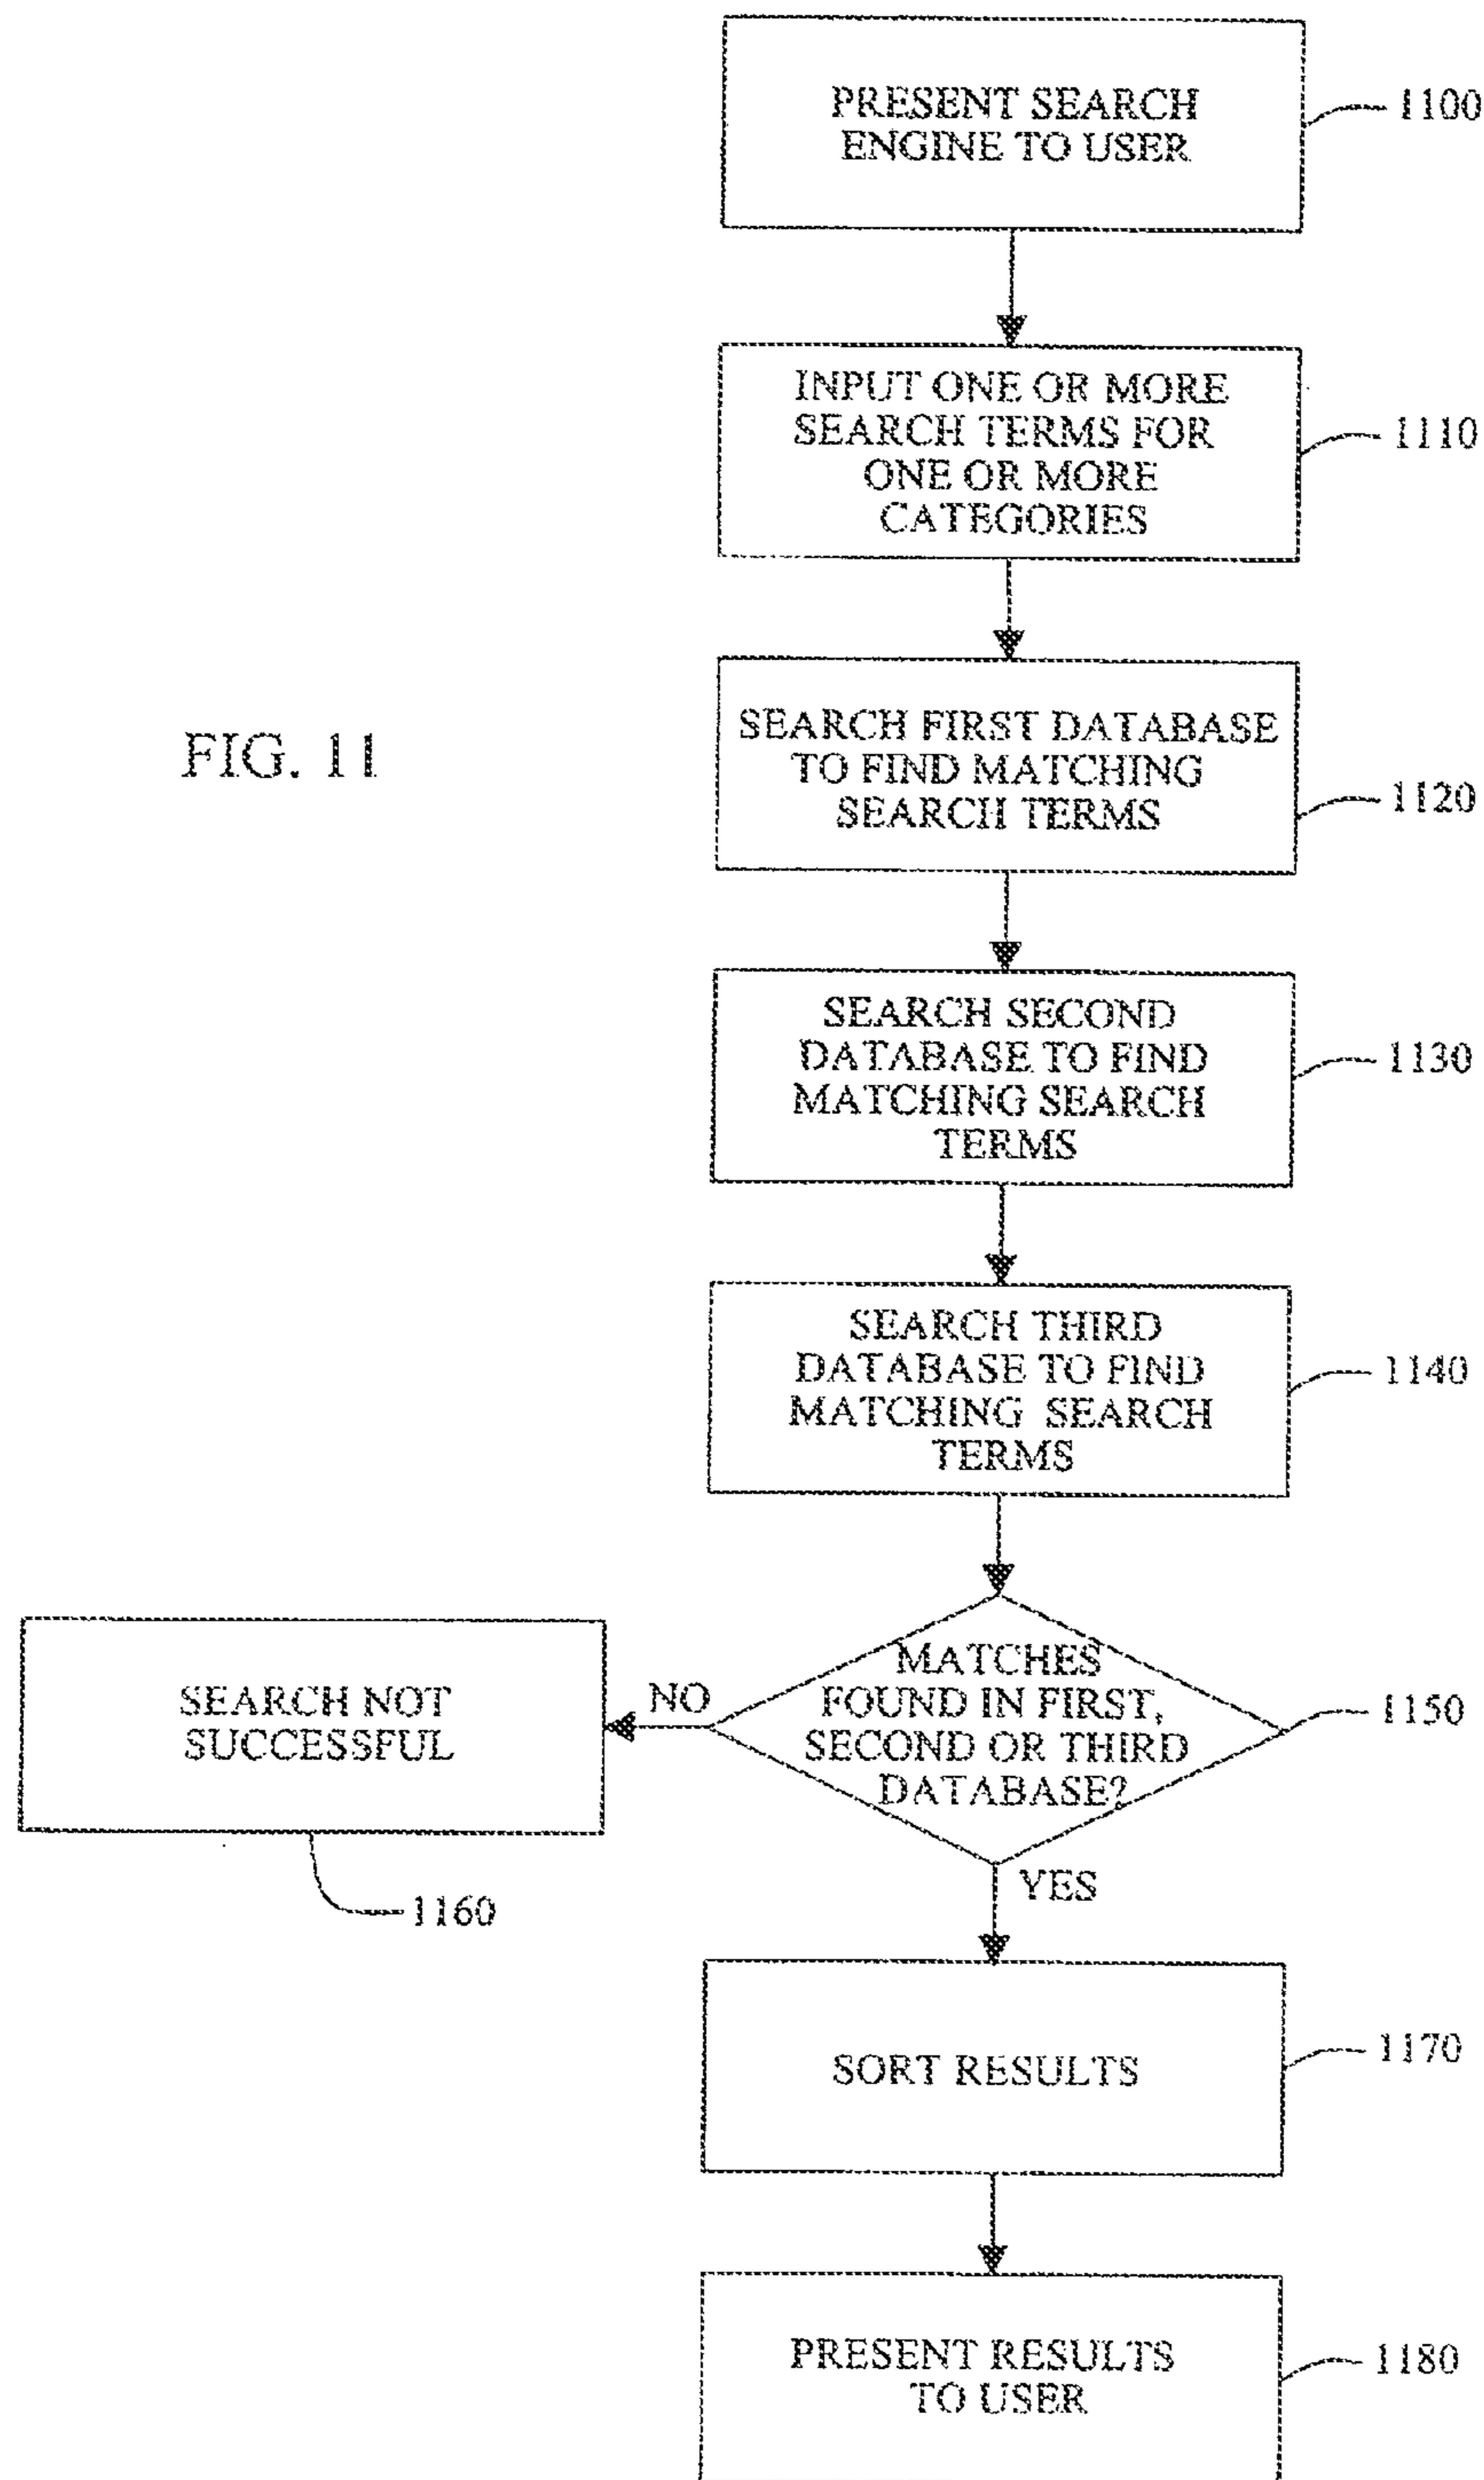 PRESENT SEARCH
ENGINE TO USER
1100
INPUT ONE OR MORE
SEARCH TERMS FOR
ONE OR MORE
CATEGORIES
1110
FIG. 11
SEARCH FIRST DATABASE
TO FIND MATCHING
SEARCH TERMS
1120
SEARCH SECOND
DATABASE TO FIND
MATCHING SEARCH
TERMS
1130
SEARCH THIRD
DATABASE TO FIND
MATCHING SEARCH
TERMS
1140
MATCHES
FOUND IN FIRST,
SECOND OR THIRD
DATABASE?
1150
NO
SEARCH NOT
SUCCESSFUL
1160
YES
SORT RESULTS
1170
PRESENT RESULTS
TO USER
1180